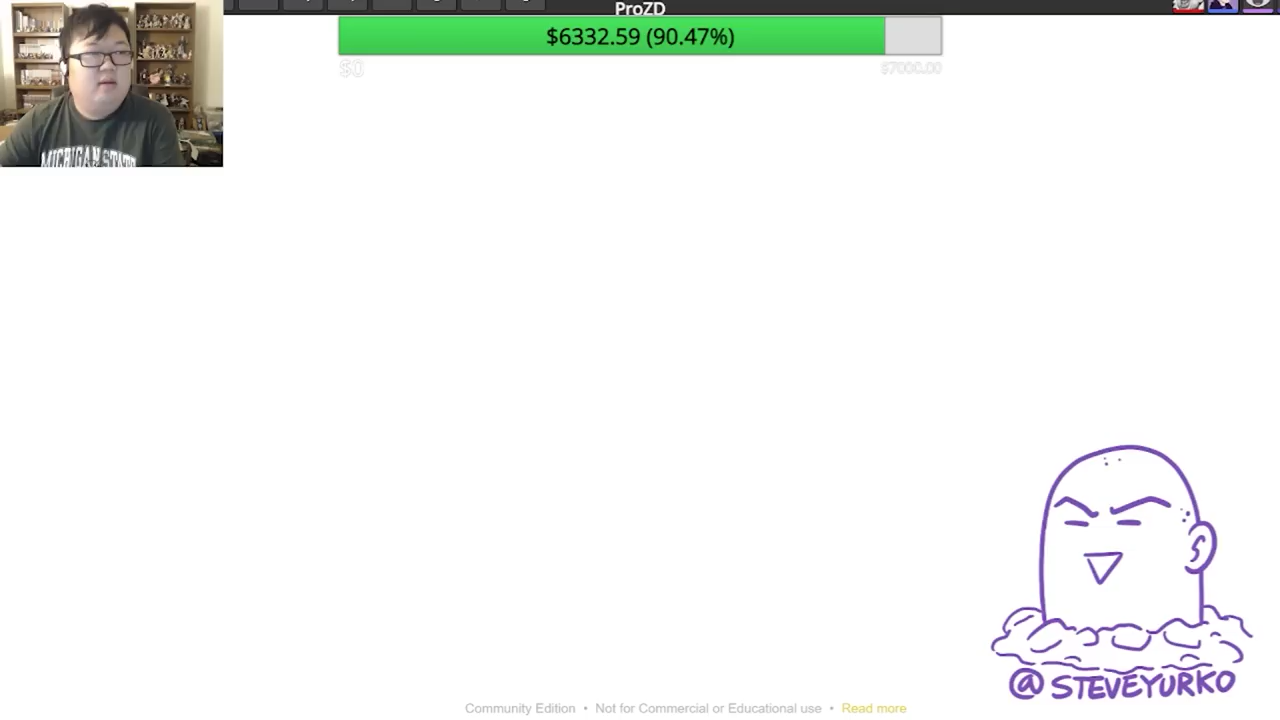 ProZD
$6332.59 (90.47%)
$0
$7000.00
MICHIGAN STATE
@STEVEYURKO
Community Edition • Not for Commercial or Educational use • Read more